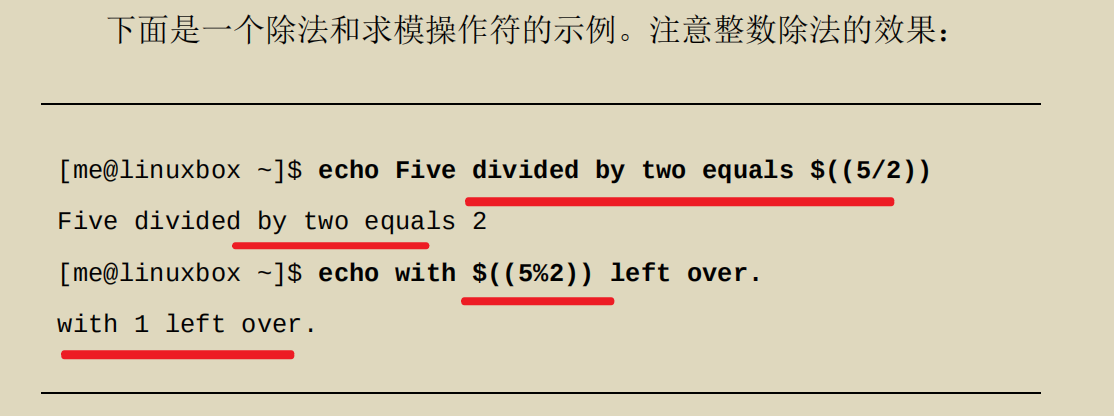 下面是一个除法和求模操作符的示例。注意整数除法的效果：
[me@linuxbox ~]$ echo Five divided by two equals $((5/2))
Five divided by two equals 2
[me@linuxbox ~]$ echo with $((5%2)) left over.
with 1 left over.